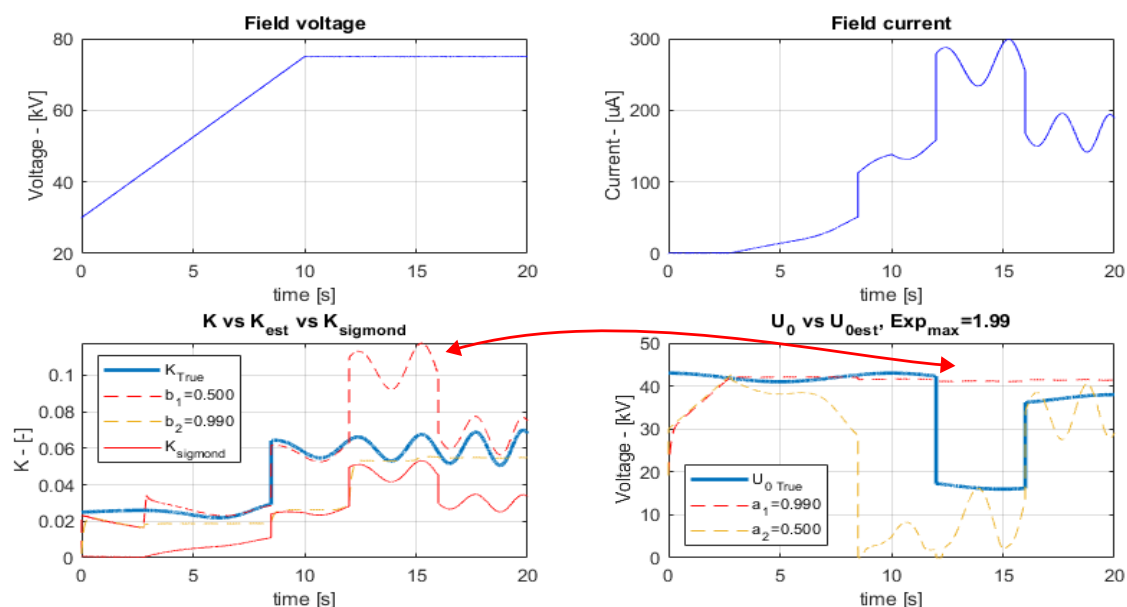 Field voltage
80
60
40
20
Voltage - [kV]
0 5 10 15 20
time [s]
Field current
300
200
100
0
Current - [uA]
0 5 10 15 20
time [s]
K vs K_est vs K_sigmond
0.1
0.08
0.06
0.04
0.02
0
K - [-]
K_True
b_1=0.500
b_2=0.990
K_sigmond
0 5 10 15 20
time [s]
U_0 vs U_0est, Exp_max=1.99
50
40
30
20
10
0
Voltage - [kV]
U_0 True
a_1=0.990
a_2=0.500
0 5 10 15 20
time [s]